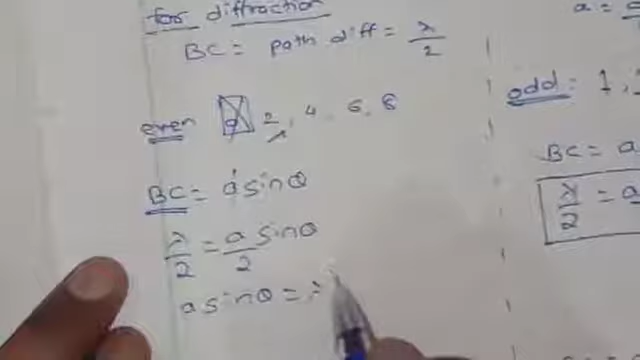 for diffraction
BC = path diff = λ/2
even 0 2, 4, 6, 8
BC = a sinθ
λ/2 = a/2 sinθ
a sinθ = λ
a =
odd: 1,
BC = a
λ/2 = a